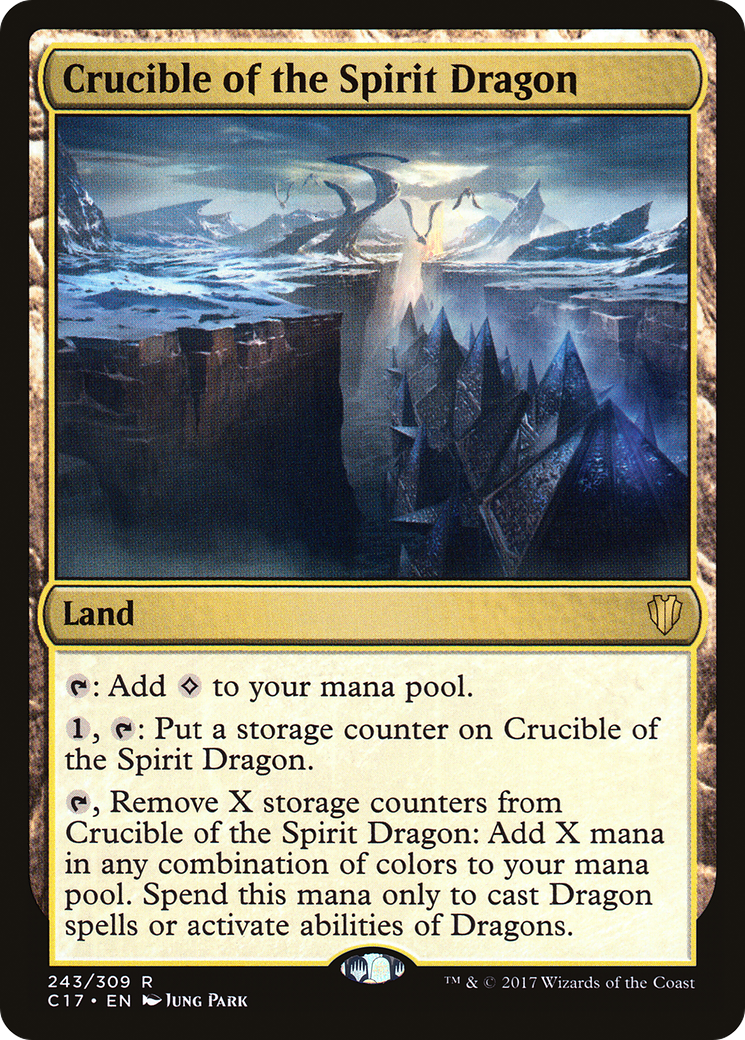 Crucible of the Spirit Dragon
Land
: Add to your mana pool.
1, : Put a storage counter on Crucible of
the Spirit Dragon.
, Remove X storage counters from
Crucible of the Spirit Dragon: Add X mana
in any combination of colors to your mana
pool. Spend this mana only to cast Dragon
spells or activate abilities of Dragons.
243/309 R
C17 • EN Jung Park
™ & © 2017 Wizards of the Coast